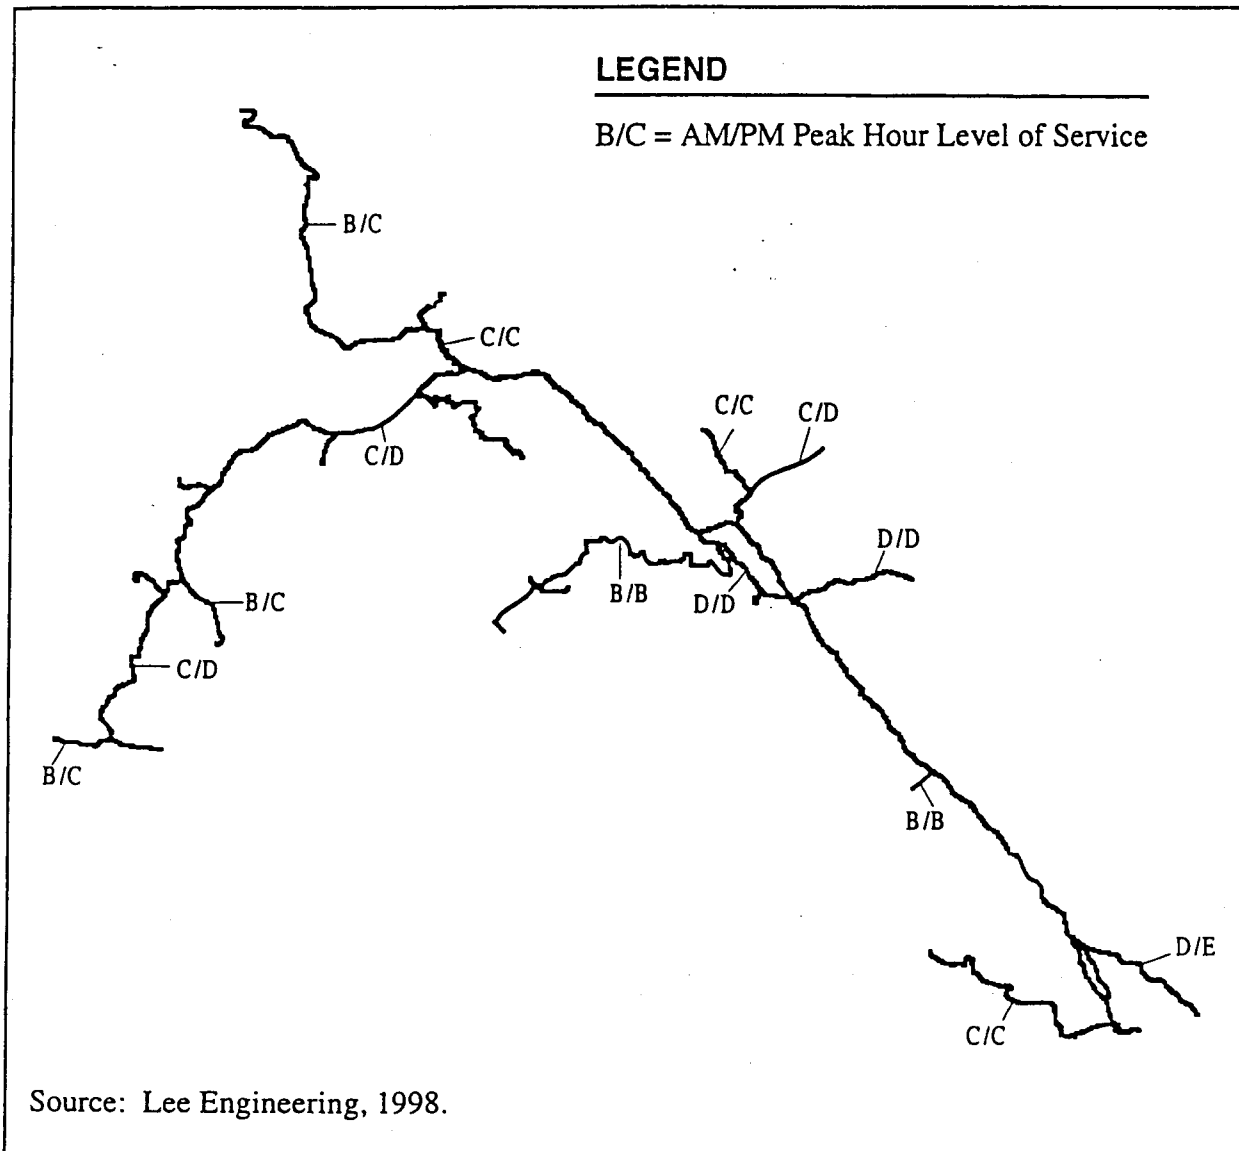 LEGEND
B/C = AM/PM Peak Hour Level of Service
B/C
C/C
C/C
C/D
C/D
D/D
B/B
D/D
B/C
C/D
B/C
B/B
D/E
C/C
Source: Lee Engineering, 1998.